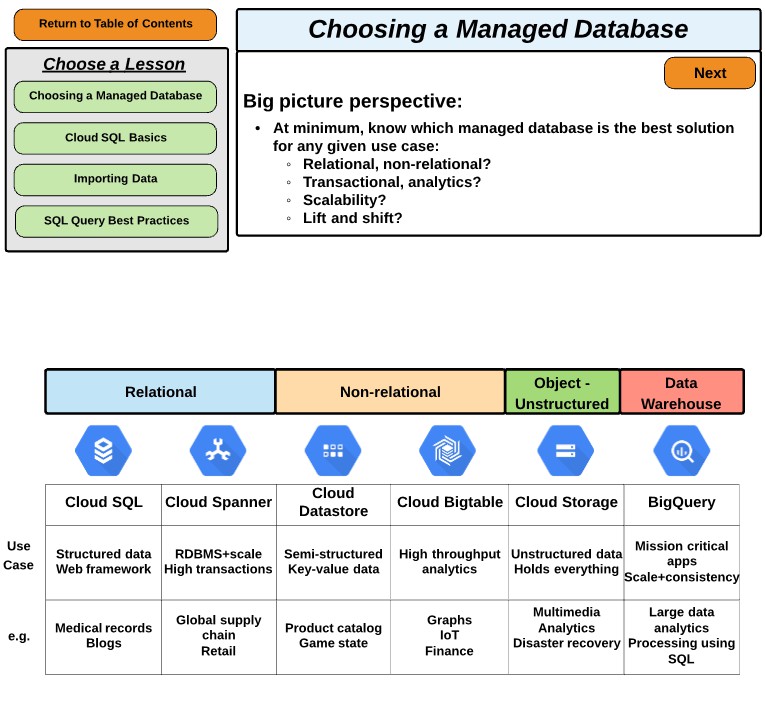 Return to Table of Contents
Choose a Lesson
Choosing a Managed Database
Cloud SQL Basics
Importing Data
SQL Query Best Practices
Choosing a Managed Database
Next
Big picture perspective:
• At minimum, know which managed database is the best solution
for any given use case:
◦ Relational, non-relational?
◦ Transactional, analytics?
◦ Scalability?
◦ Lift and shift?
Relational
Non-relational
Object -
Unstructured
Data
Warehouse
Cloud SQL
Cloud Spanner
Cloud
Datastore
Cloud Bigtable
Cloud Storage
BigQuery
Use
Case
Structured data
Web framework
RDBMS+scale
High transactions
Semi-structured
Key-value data
High throughput
analytics
Unstructured data
Holds everything
Mission critical
apps
Scale+consistency
e.g.
Medical records
Blogs
Global supply
chain
Retail
Product catalog
Game state
Graphs
IoT
Finance
Multimedia
Analytics
Disaster recovery
Large data
analytics
Processing using
SQL